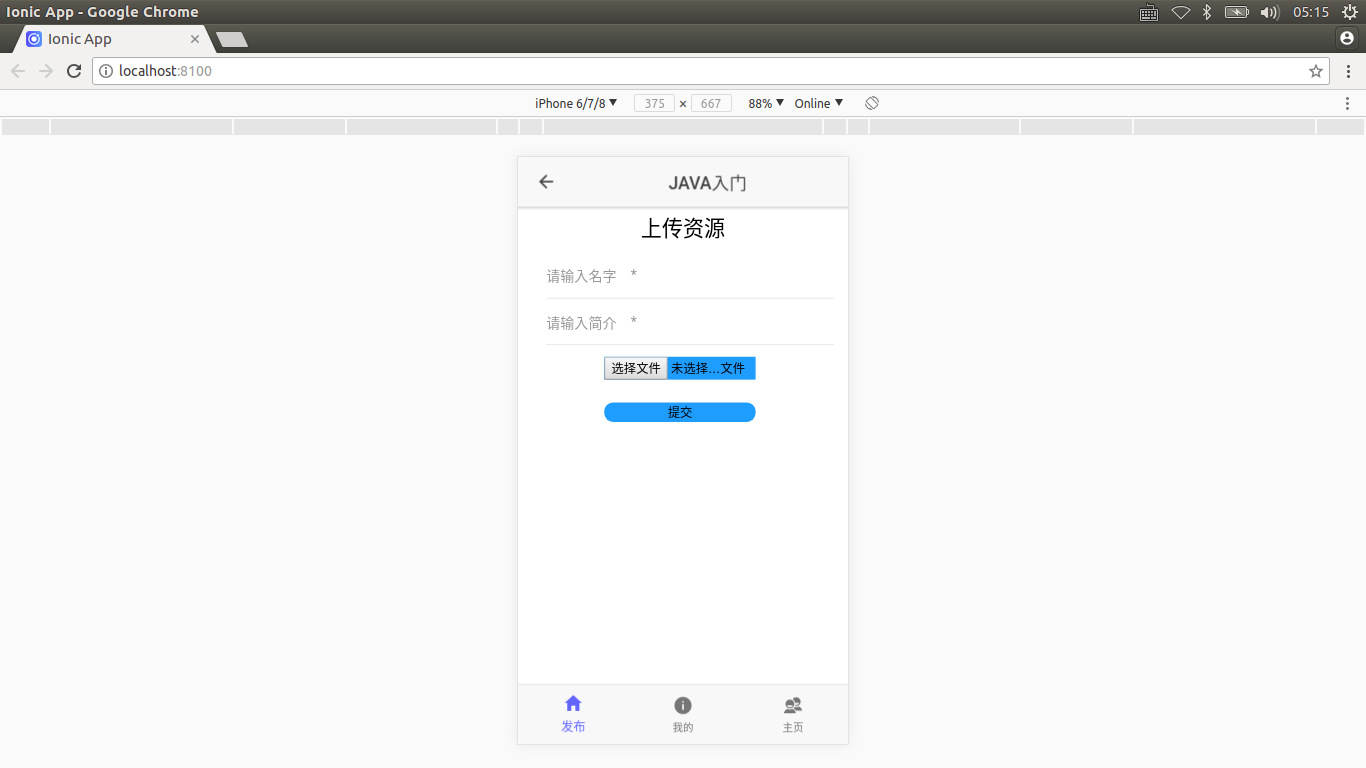 Ionic App - Google Chrome
05:15
Ionic App
localhost:8100
iPhone 6/7/8 375 × 667 88% Online
JAVA入门
上传资源
请输入名字 *
请输入简介 *
选择文件 未选择...文件
提交
发布 我的 主页